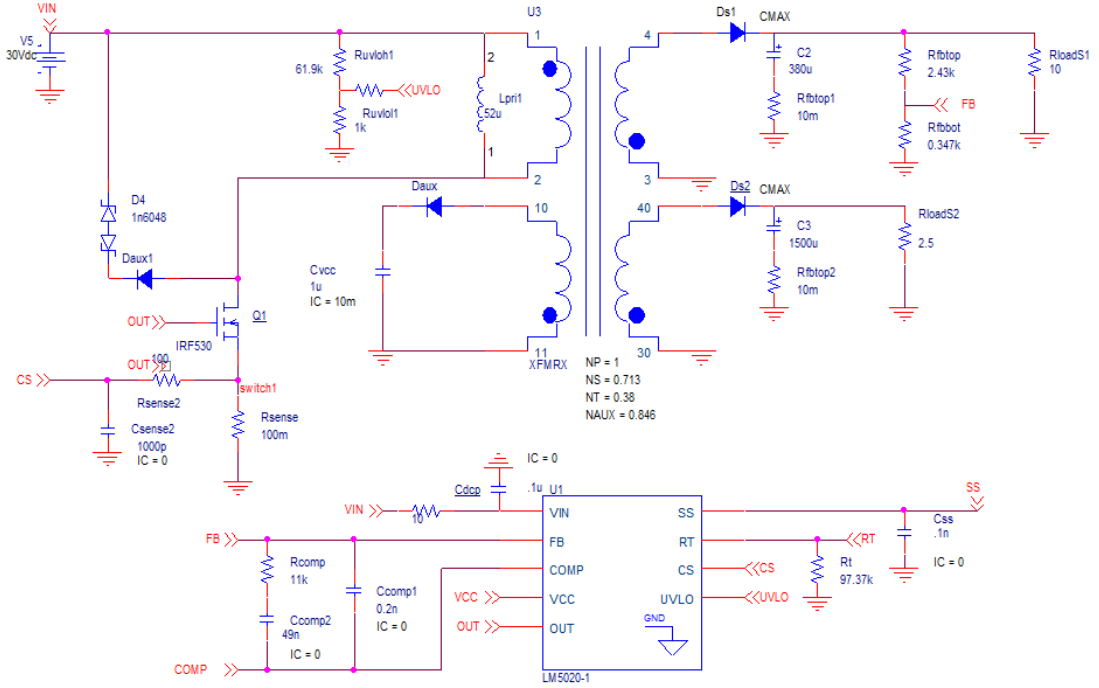 VIN
V5
30Vdc
Ruvloh1
61.9k
Ruvlol1
1k
UVLO
2
Lpri1
52u
1
U3
1
2
10
11
4
3
40
30
XFMRX
NP = 1
NS = 0.713
NT = 0.38
NAUX = 0.846
Ds1
CMAX
C2
380u
Rfbtop1
10m
Rfbtop
2.43k
FB
Rfbbot
0.347k
RloadS1
10
Ds2
CMAX
C3
1500u
Rfbtop2
10m
RloadS2
2.5
Daux
Cvcc
1u
IC = 10m
D4
1n6048
Daux1
OUT
Q1
IRF530
OUT
100
CS
switch1
Rsense2
Csense2
1000p
IC = 0
Rsense
100m
IC = 0
Cdcp
.1u
U1
VIN
10
FB
Rcomp
11k
Ccomp2
49n
IC = 0
Ccomp1
0.2n
IC = 0
COMP
VCC
OUT
VIN
FB
COMP
VCC
OUT
SS
RT
CS
UVLO
GND
LM5020-1
SS
Css
.1n
IC = 0
RT
Rt
97.37k
CS
UVLO